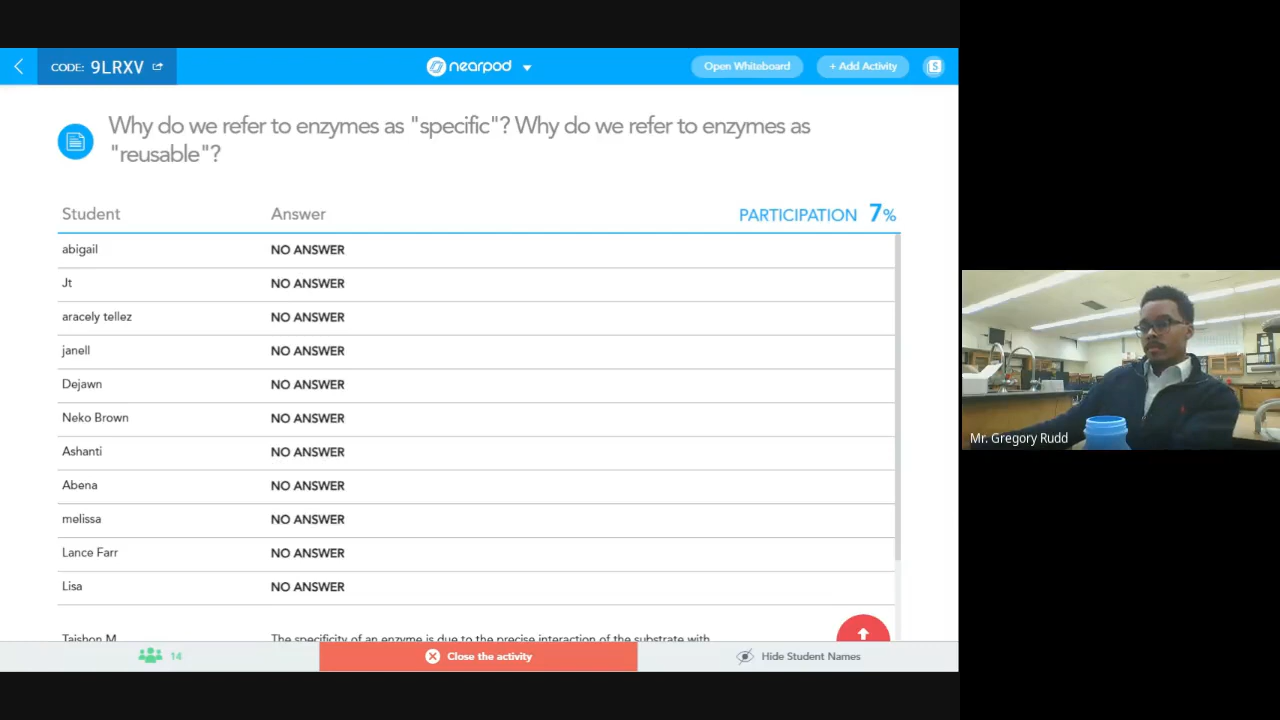 CODE: 9LRXV
nearpod
Open Whiteboard
+ Add Activity
S
Why do we refer to enzymes as "specific"? Why do we refer to enzymes as
"reusable"?
Student Answer PARTICIPATION 7%
abigail NO ANSWER
Jt NO ANSWER
aracely tellez NO ANSWER
janell NO ANSWER
Dejawn NO ANSWER
Neko Brown NO ANSWER
Ashanti NO ANSWER
Abena NO ANSWER
melissa NO ANSWER
Lance Farr NO ANSWER
Lisa NO ANSWER
Taishon M The specificity of an enzyme is due to the precise interaction of the substrate with
14 Close the activity Hide Student Names
Mr. Gregory Rudd